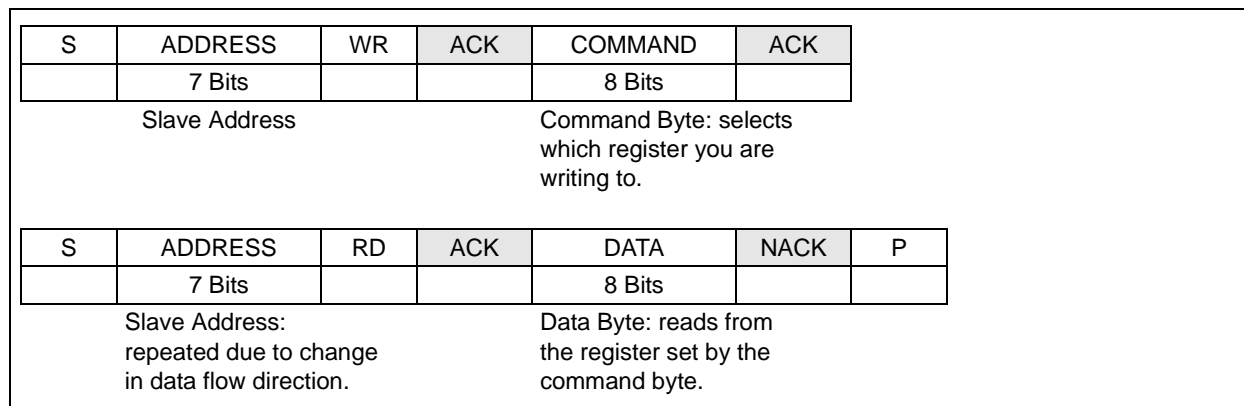 S ADDRESS WR ACK COMMAND ACK
7 Bits 8 Bits
Slave Address
Command Byte: selects
which register you are
writing to.
S ADDRESS RD ACK DATA NACK P
7 Bits 8 Bits
Slave Address:
repeated due to change
in data flow direction.
Data Byte: reads from
the register set by the
command byte.